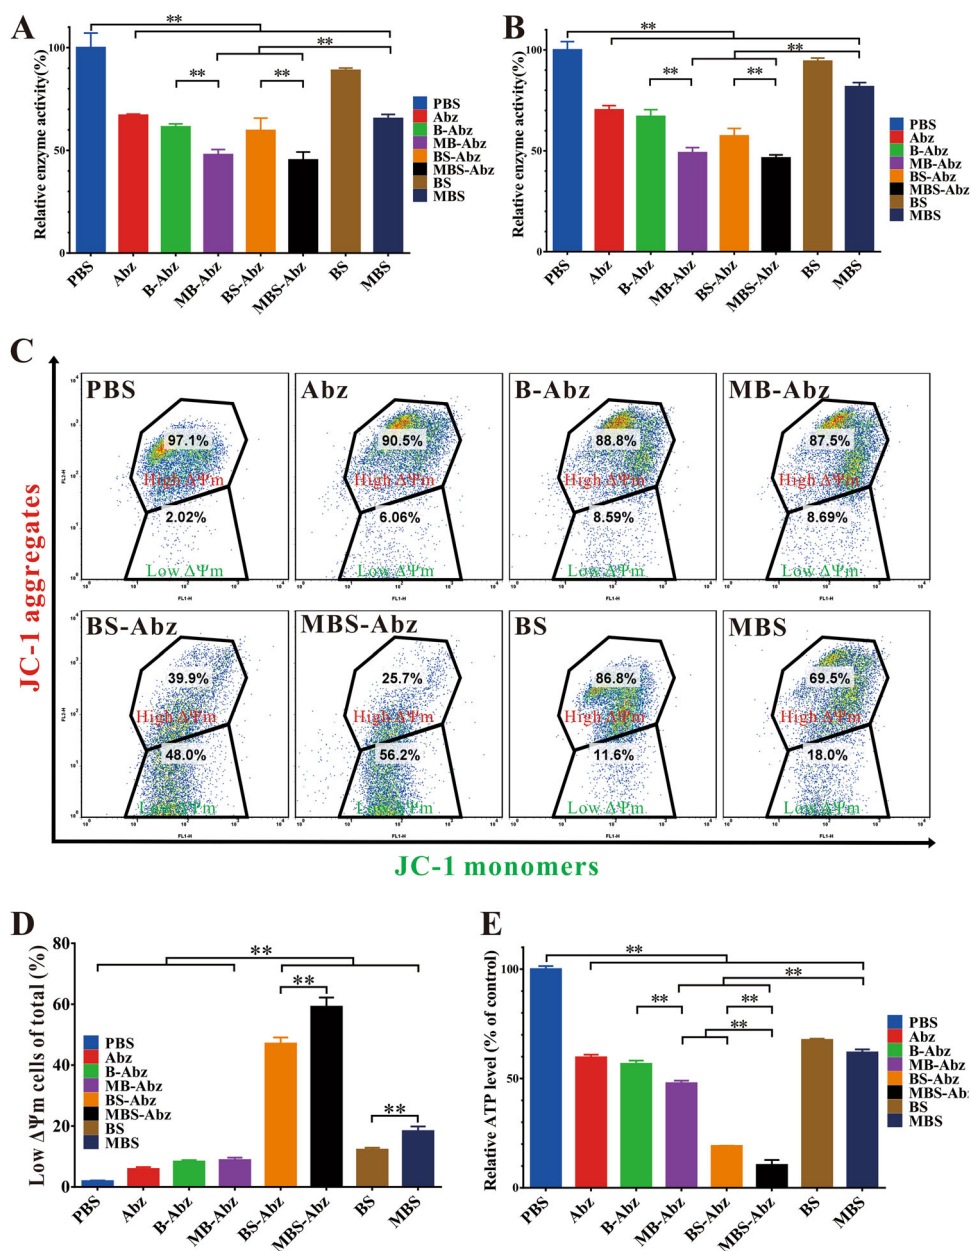 A
Relative enzyme activity(%)
100
50
0
**
**
**
**
PBS
Abz
B-Abz
MB-Abz
BS-Abz
MBS-Abz
BS
MBS
PBS
Abz
B-Abz
MB-Abz
BS-Abz
MBS-Abz
BS
MBS
B
Relative enzyme activity(%)
100
50
0
**
**
**
**
PBS
Abz
B-Abz
MB-Abz
BS-Abz
MBS-Abz
BS
MBS
PBS
Abz
B-Abz
MB-Abz
BS-Abz
MBS-Abz
BS
MBS
C
JC-1 aggregates
JC-1 monomers
PBS
97.1%
High ΔΨm
2.02%
Low ΔΨm
FL1-H
Abz
90.5%
High ΔΨm
6.06%
Low ΔΨm
FL1-H
B-Abz
88.8%
High ΔΨm
8.59%
Low ΔΨm
FL1-H
MB-Abz
87.5%
High ΔΨm
8.69%
Low ΔΨm
FL1-H
BS-Abz
39.9%
High ΔΨm
48.0%
Low ΔΨm
FL1-H
MBS-Abz
25.7%
High ΔΨm
56.2%
Low ΔΨm
FL1-H
BS
86.8%
High ΔΨm
11.6%
Low ΔΨm
FL1-H
MBS
69.5%
High ΔΨm
18.0%
Low ΔΨm
FL1-H
D
Low ΔΨm cells of total (%)
80
60
40
20
0
**
**
**
PBS
Abz
B-Abz
MB-Abz
BS-Abz
MBS-Abz
BS
MBS
PBS
Abz
B-Abz
MB-Abz
BS-Abz
MBS-Abz
BS
MBS
E
Relative ATP level (% of control)
100
50
0
**
**
**
**
**
PBS
Abz
B-Abz
MB-Abz
BS-Abz
MBS-Abz
BS
MBS
PBS
Abz
B-Abz
MB-Abz
BS-Abz
MBS-Abz
BS
MBS